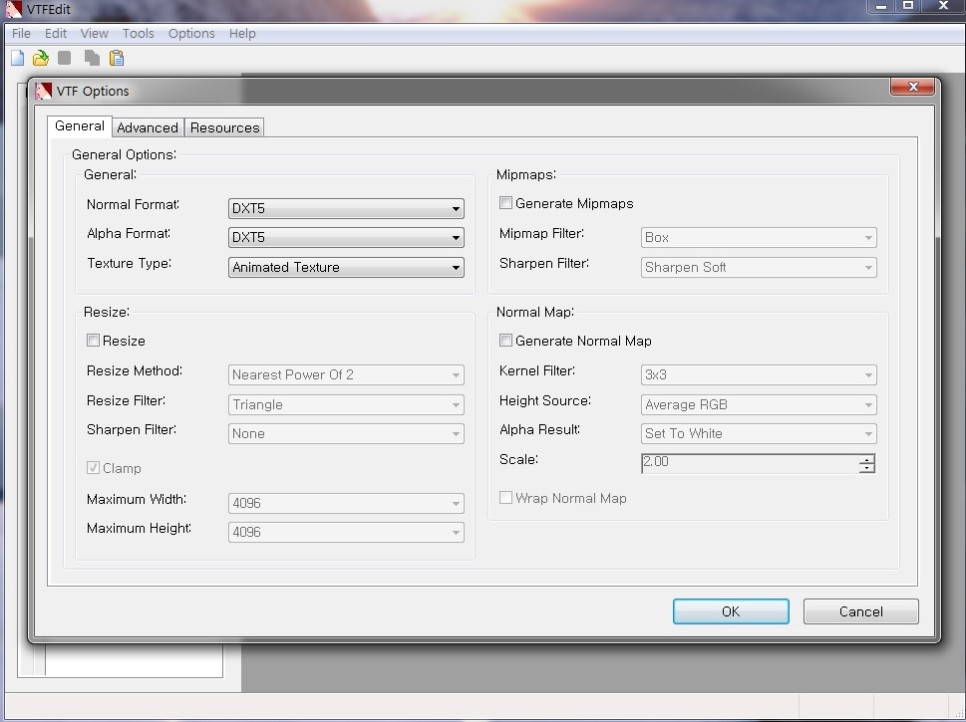 VTFEdit
File Edit View Tools Options Help
VTF Options
General Advanced Resources
General Options:
General:
Normal Format: DXT5
Alpha Format: DXT5
Texture Type: Animated Texture
Mipmaps:
Generate Mipmaps
Mipmap Filter: Box
Sharpen Filter: Sharpen Soft
Resize:
Resize
Resize Method: Nearest Power Of 2
Resize Filter: Triangle
Sharpen Filter: None
Clamp
Maximum Width: 4096
Maximum Height: 4096
Normal Map:
Generate Normal Map
Kernel Filter: 3x3
Height Source: Average RGB
Alpha Result: Set To White
Scale: 2.00
Wrap Normal Map
OK Cancel